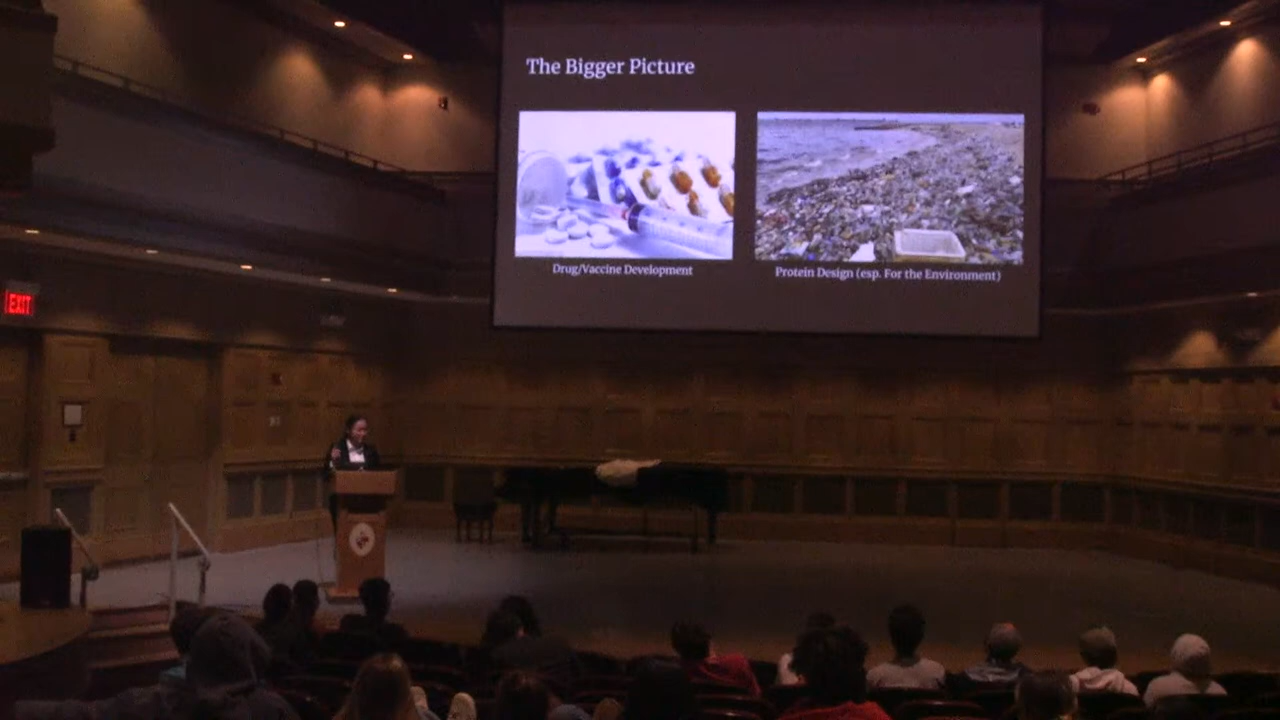 The Bigger Picture
Drug/Vaccine Development
Protein Design (esp. For the Environment)
EXIT